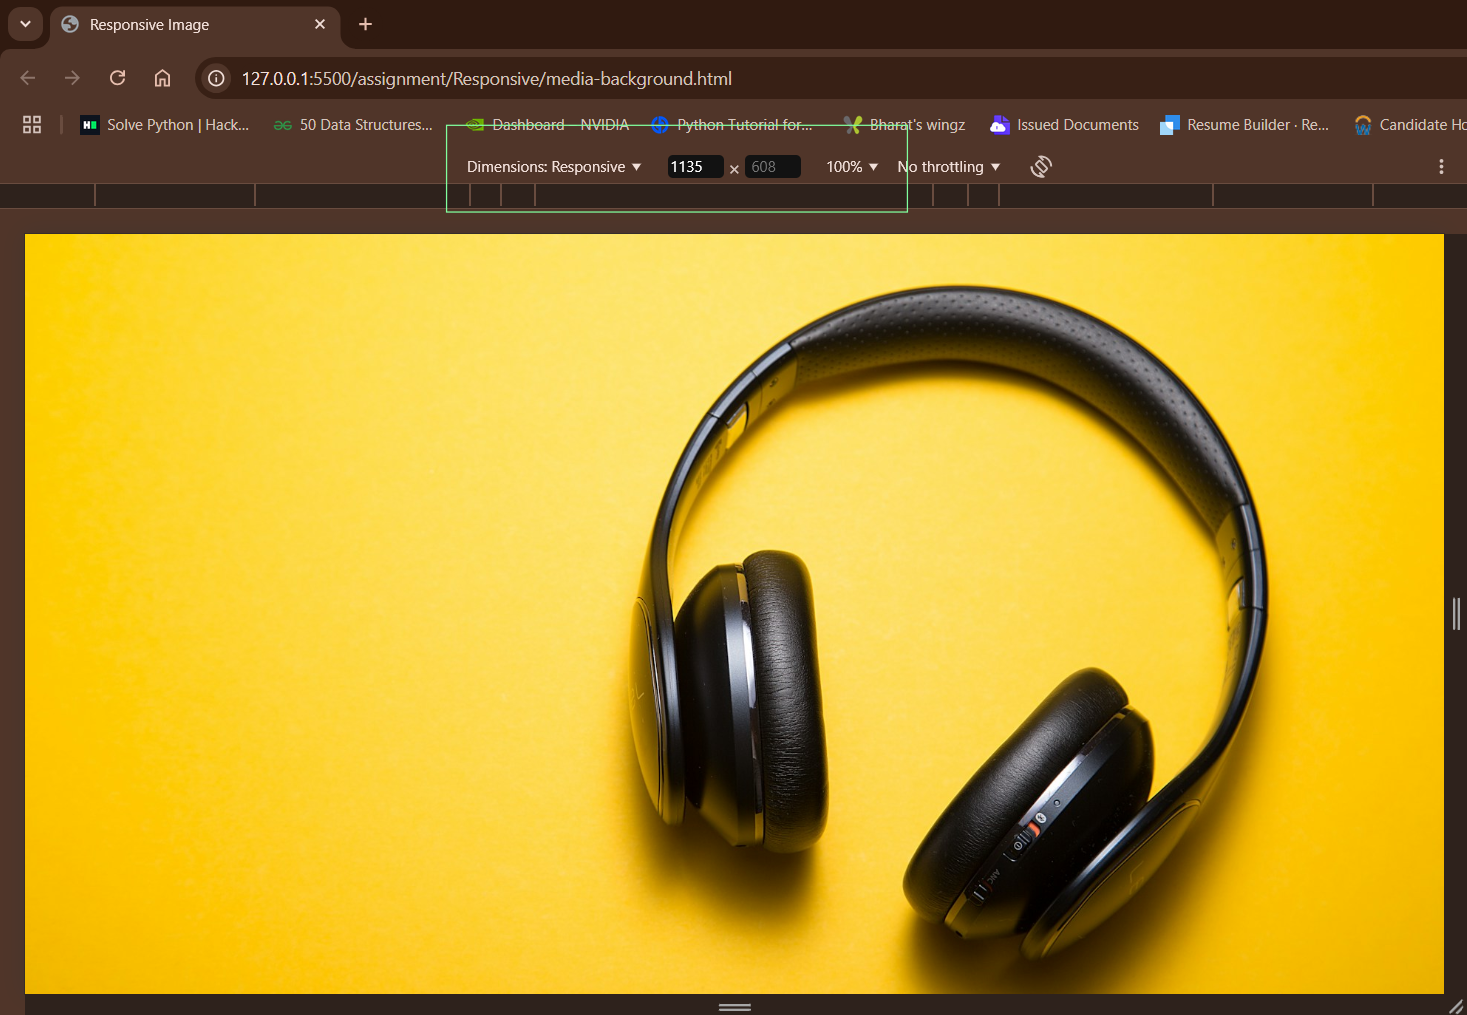 Responsive Image
127.0.0.1:5500/assignment/Responsive/media-background.html
Solve Python | Hack... 50 Data Structures... Dashboard - NVIDIA Python Tutorial for... Bharat's wingz Issued Documents Resume Builder · Re... Candidate Ho
Dimensions: Responsive 1135 × 608 100% No throttling